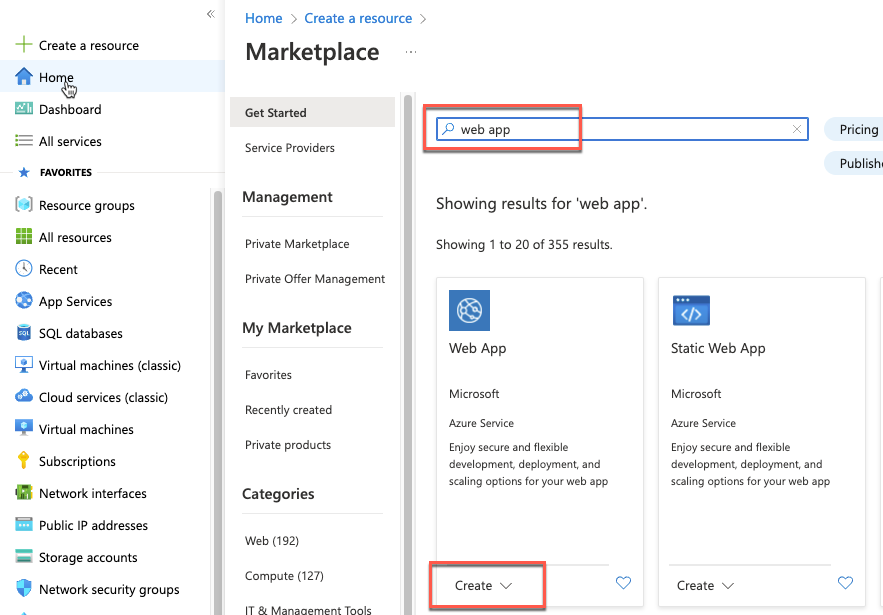 «
Create a resource
Home
Dashboard
All services
FAVORITES
Resource groups
All resources
Recent
App Services
SQL databases
Virtual machines (classic)
Cloud services (classic)
Virtual machines
Subscriptions
Network interfaces
Public IP addresses
Storage accounts
Network security groups
Home > Create a resource >
Marketplace ...
Get Started
Service Providers
Management
Private Marketplace
Private Offer Management
My Marketplace
Favorites
Recently created
Private products
Categories
Web (192)
Compute (127)
IT & Management Tools
web app
Pricing
Publishe
Showing results for 'web app'.
Showing 1 to 20 of 355 results.
Web App
Microsoft
Azure Service
Enjoy secure and flexible
development, deployment, and
scaling options for your web app
Create
Static Web App
Microsoft
Azure Service
Enjoy secure and flexible
development, deployment, and
scaling options for your web app
Create